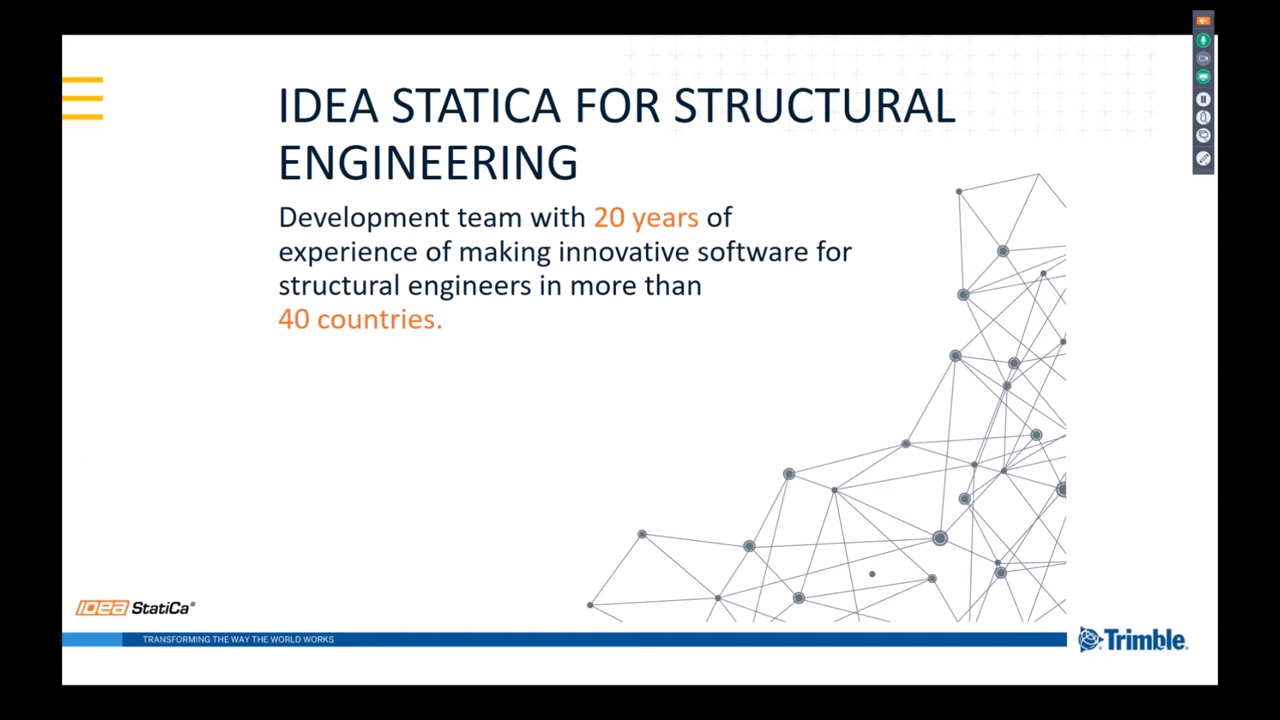 IDEA STATICA FOR STRUCTURAL
ENGINEERING
Development team with 20 years of
experience of making innovative software for
structural engineers in more than
40 countries.
IDEA StatiCa®
TRANSFORMING THE WAY THE WORLD WORKS
Trimble®